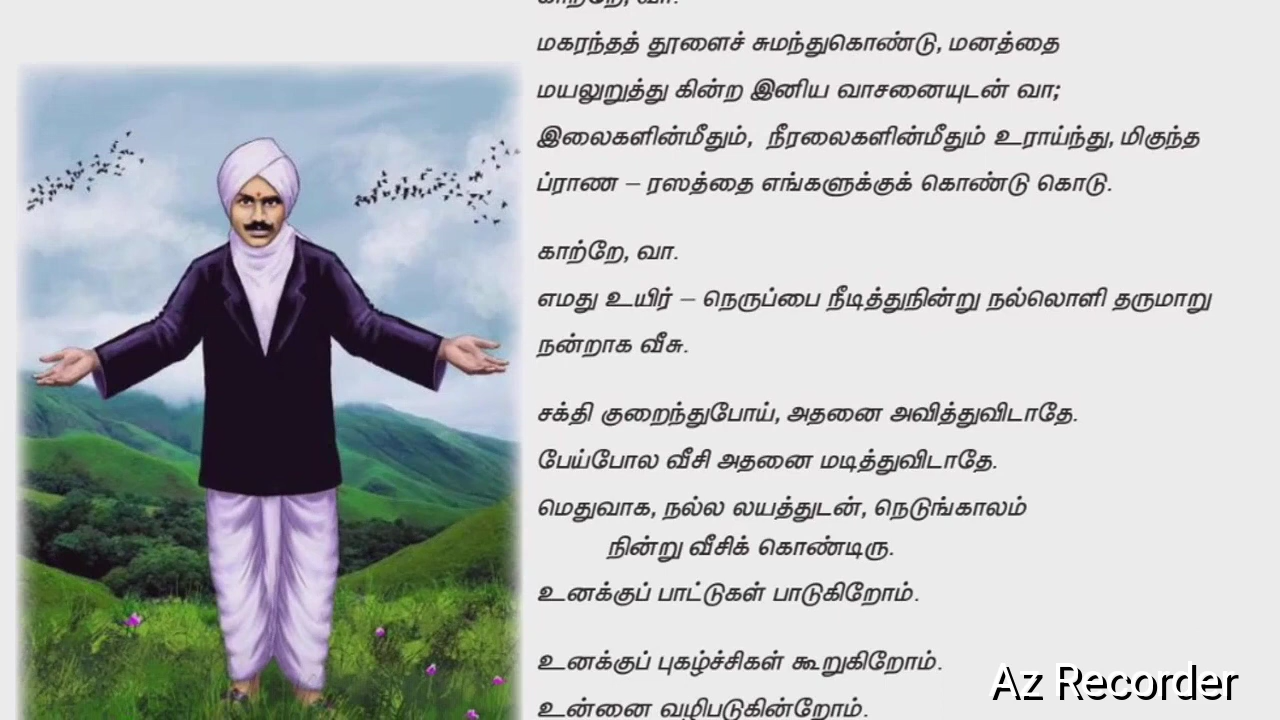 காற்றே, வா.
மகரந்தத் தூளைச் சுமந்துகொண்டு, மனத்தை
மயலுறுத்து கின்ற இனிய வாசனையுடன் வா;
இலைகளின்மீதும், நீரலைகளின்மீதும் உராய்ந்து, மிகுந்த
ப்ராண – ரஸத்தை எங்களுக்குக் கொண்டு கொடு.
காற்றே, வா.
எமது உயிர் – நெருப்பை நீடித்துநின்று நல்லொளி தருமாறு
நன்றாக வீசு.
சக்தி குறைந்துபோய், அதனை அவித்துவிடாதே.
பேய்போல வீசி அதனை மடித்துவிடாதே.
மெதுவாக, நல்ல லயத்துடன், நெடுங்காலம்
நின்று வீசிக் கொண்டிரு.
உனக்குப் பாட்டுகள் பாடுகிறோம்.
உனக்குப் புகழ்ச்சிகள் கூறுகிறோம்.
உன்னை வழிபடுகின்றோம்.
Az Recorder